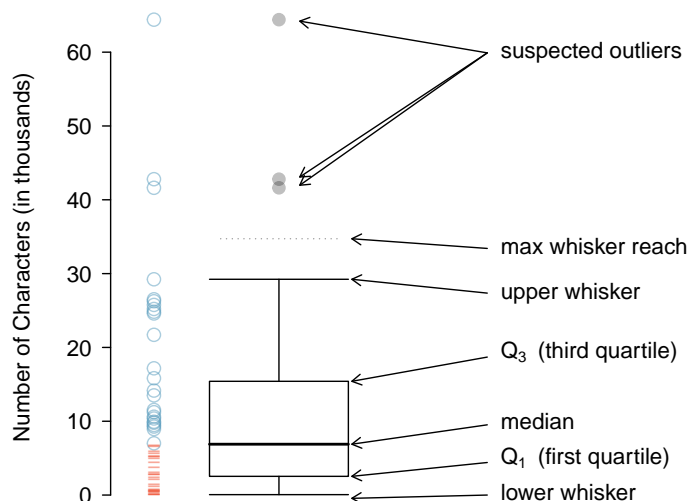 Number of Characters (in thousands)
60
50
40
30
20
10
0
suspected outliers
max whisker reach
upper whisker
Q3 (third quartile)
median
Q1 (first quartile)
lower whisker